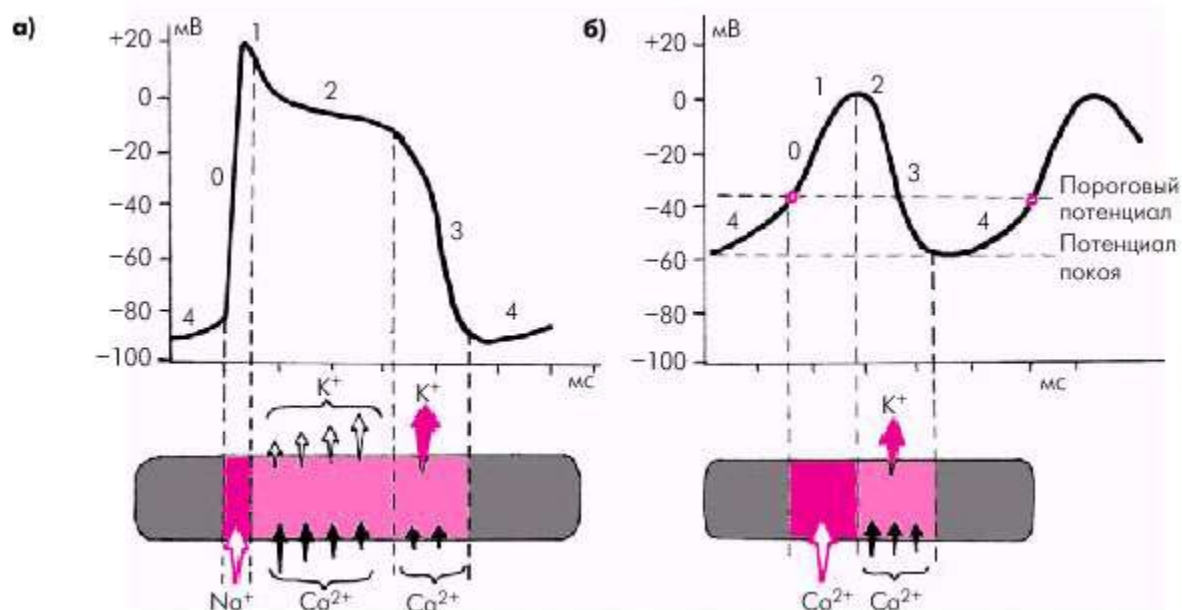 а)
мВ
+20
0
−20
−40
−60
−80
−100
1
2
0
3
4
4
мс
K⁺
K⁺
Na⁺
Ca²⁺
Ca²⁺
б)
мВ
+20
0
−20
−40
−60
−80
−100
1
2
0
3
4
4
Пороговый
потенциал
Потенциал
покоя
мс
K⁺
Ca²⁺
Ca²⁺